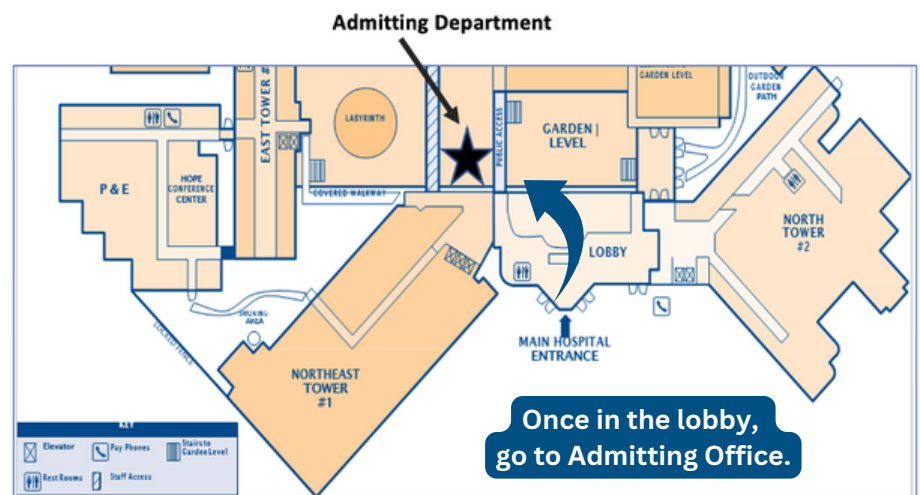 Admitting Department
GARDEN LEVEL
OUTDOOR
GARDEN
PATH
EAST TOWER #
LABYRINTH
PUBLIC ACCESS
GARDEN |
LEVEL
P & E
HOPE
CONFERENCE
CENTER
COVERED WALKWAY
NORTH
TOWER
#2
LOBBY
SMOKING
AREA
LOCKED FENCE
MAIN HOSPITAL
ENTRANCE
NORTHEAST
TOWER
#1
Once in the lobby,
go to Admitting Office.
KEY
Elevator
Pay Phones
Stairs to
Garden Level
Rest Rooms
Staff Access